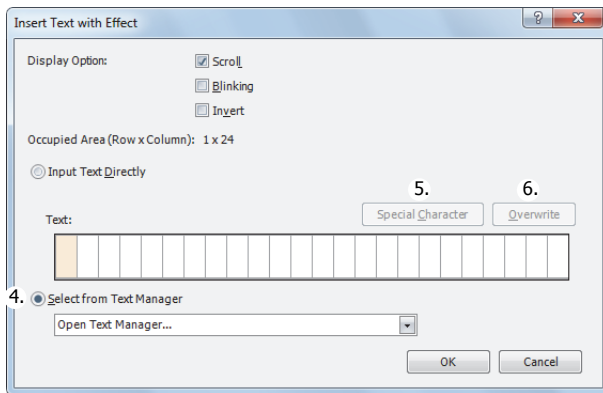 Insert Text with Effect
Display Option:
Scroll
Blinking
Invert
Occupied Area (Row x Column): 1 x 24
Input Text Directly
5.
6.
Text:
Special Character
Overwrite
4.
Select from Text Manager
Open Text Manager...
OK
Cancel